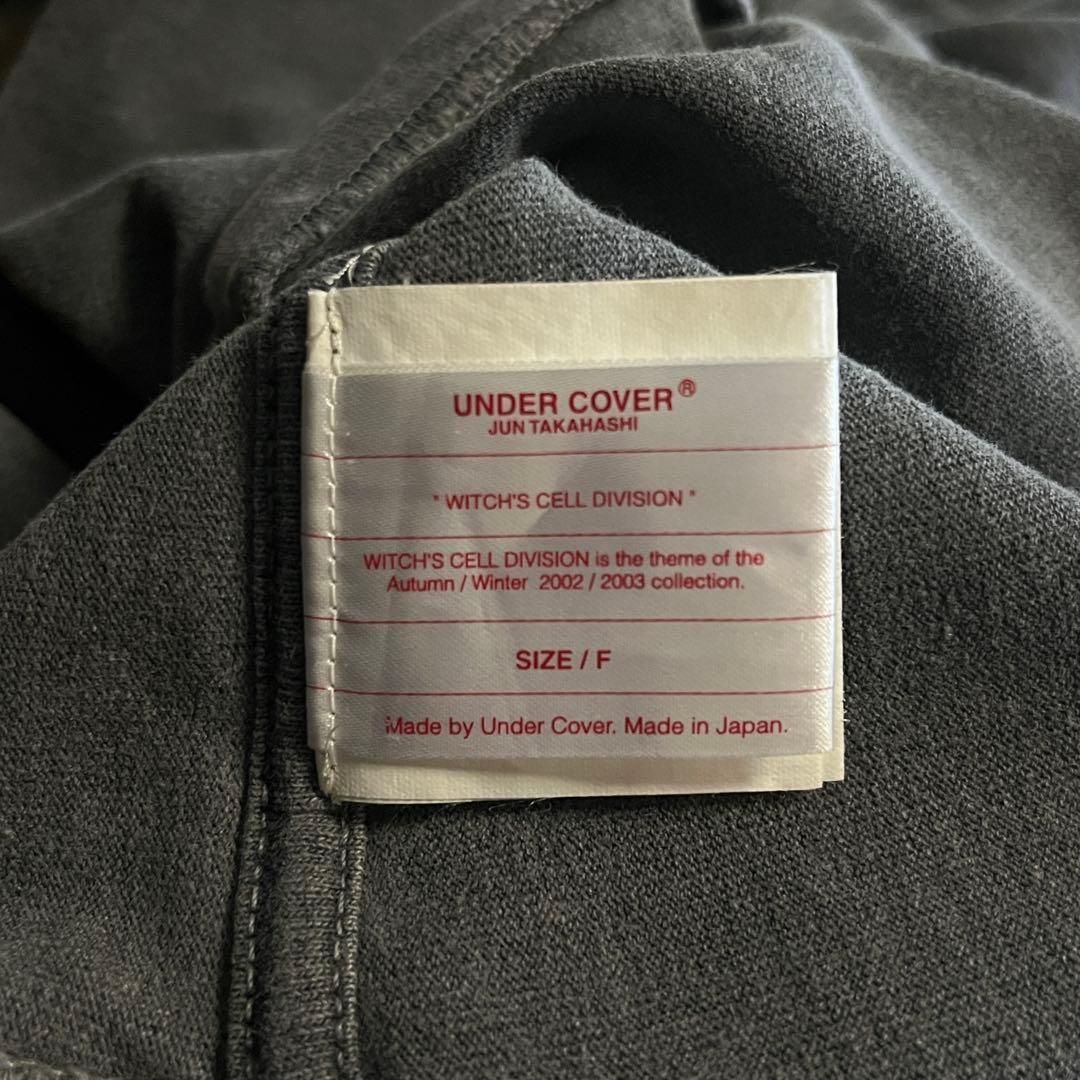 UNDER COVER®
JUN TAKAHASHI
" WITCH'S CELL DIVISION "
WITCH'S CELL DIVISION is the theme of the
Autumn / Winter 2002 / 2003 collection.
SIZE / F
Made by Under Cover. Made in Japan.